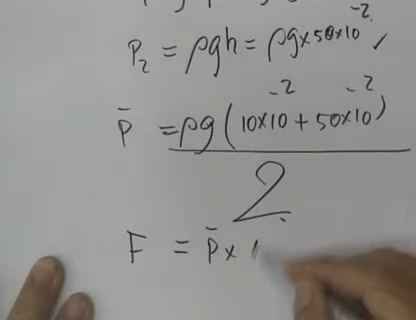 P₂ = ρgh = ρg×50×10⁻² ✓
P̄ = ρg(10×10⁻² + 50×10⁻²)
2
F = P̄ ×